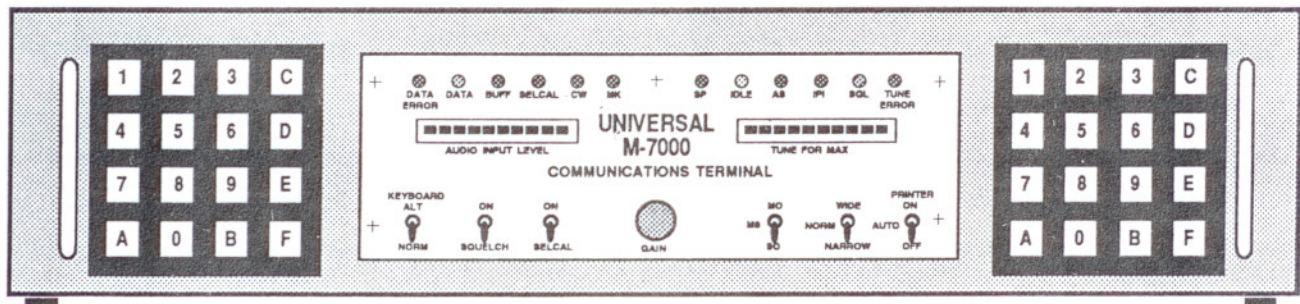 1 2 3 C
4 5 6 D
7 8 9 E
A 0 B F
DATA ERROR DATA BUFF SELCAL CW MK SP IDLE AB IPI SQL TUNE ERROR
AUDIO INPUT LEVEL
UNIVERSAL
M-7000
TUNE FOR MAX
COMMUNICATIONS TERMINAL
KEYBOARD
ALT
NORM
ON
SQUELCH
ON
SELCAL
GAIN
MO
MS
SO
WIDE
NORM
NARROW
PRINTER
ON
AUTO
OFF
1 2 3 C
4 5 6 D
7 8 9 E
A 0 B F